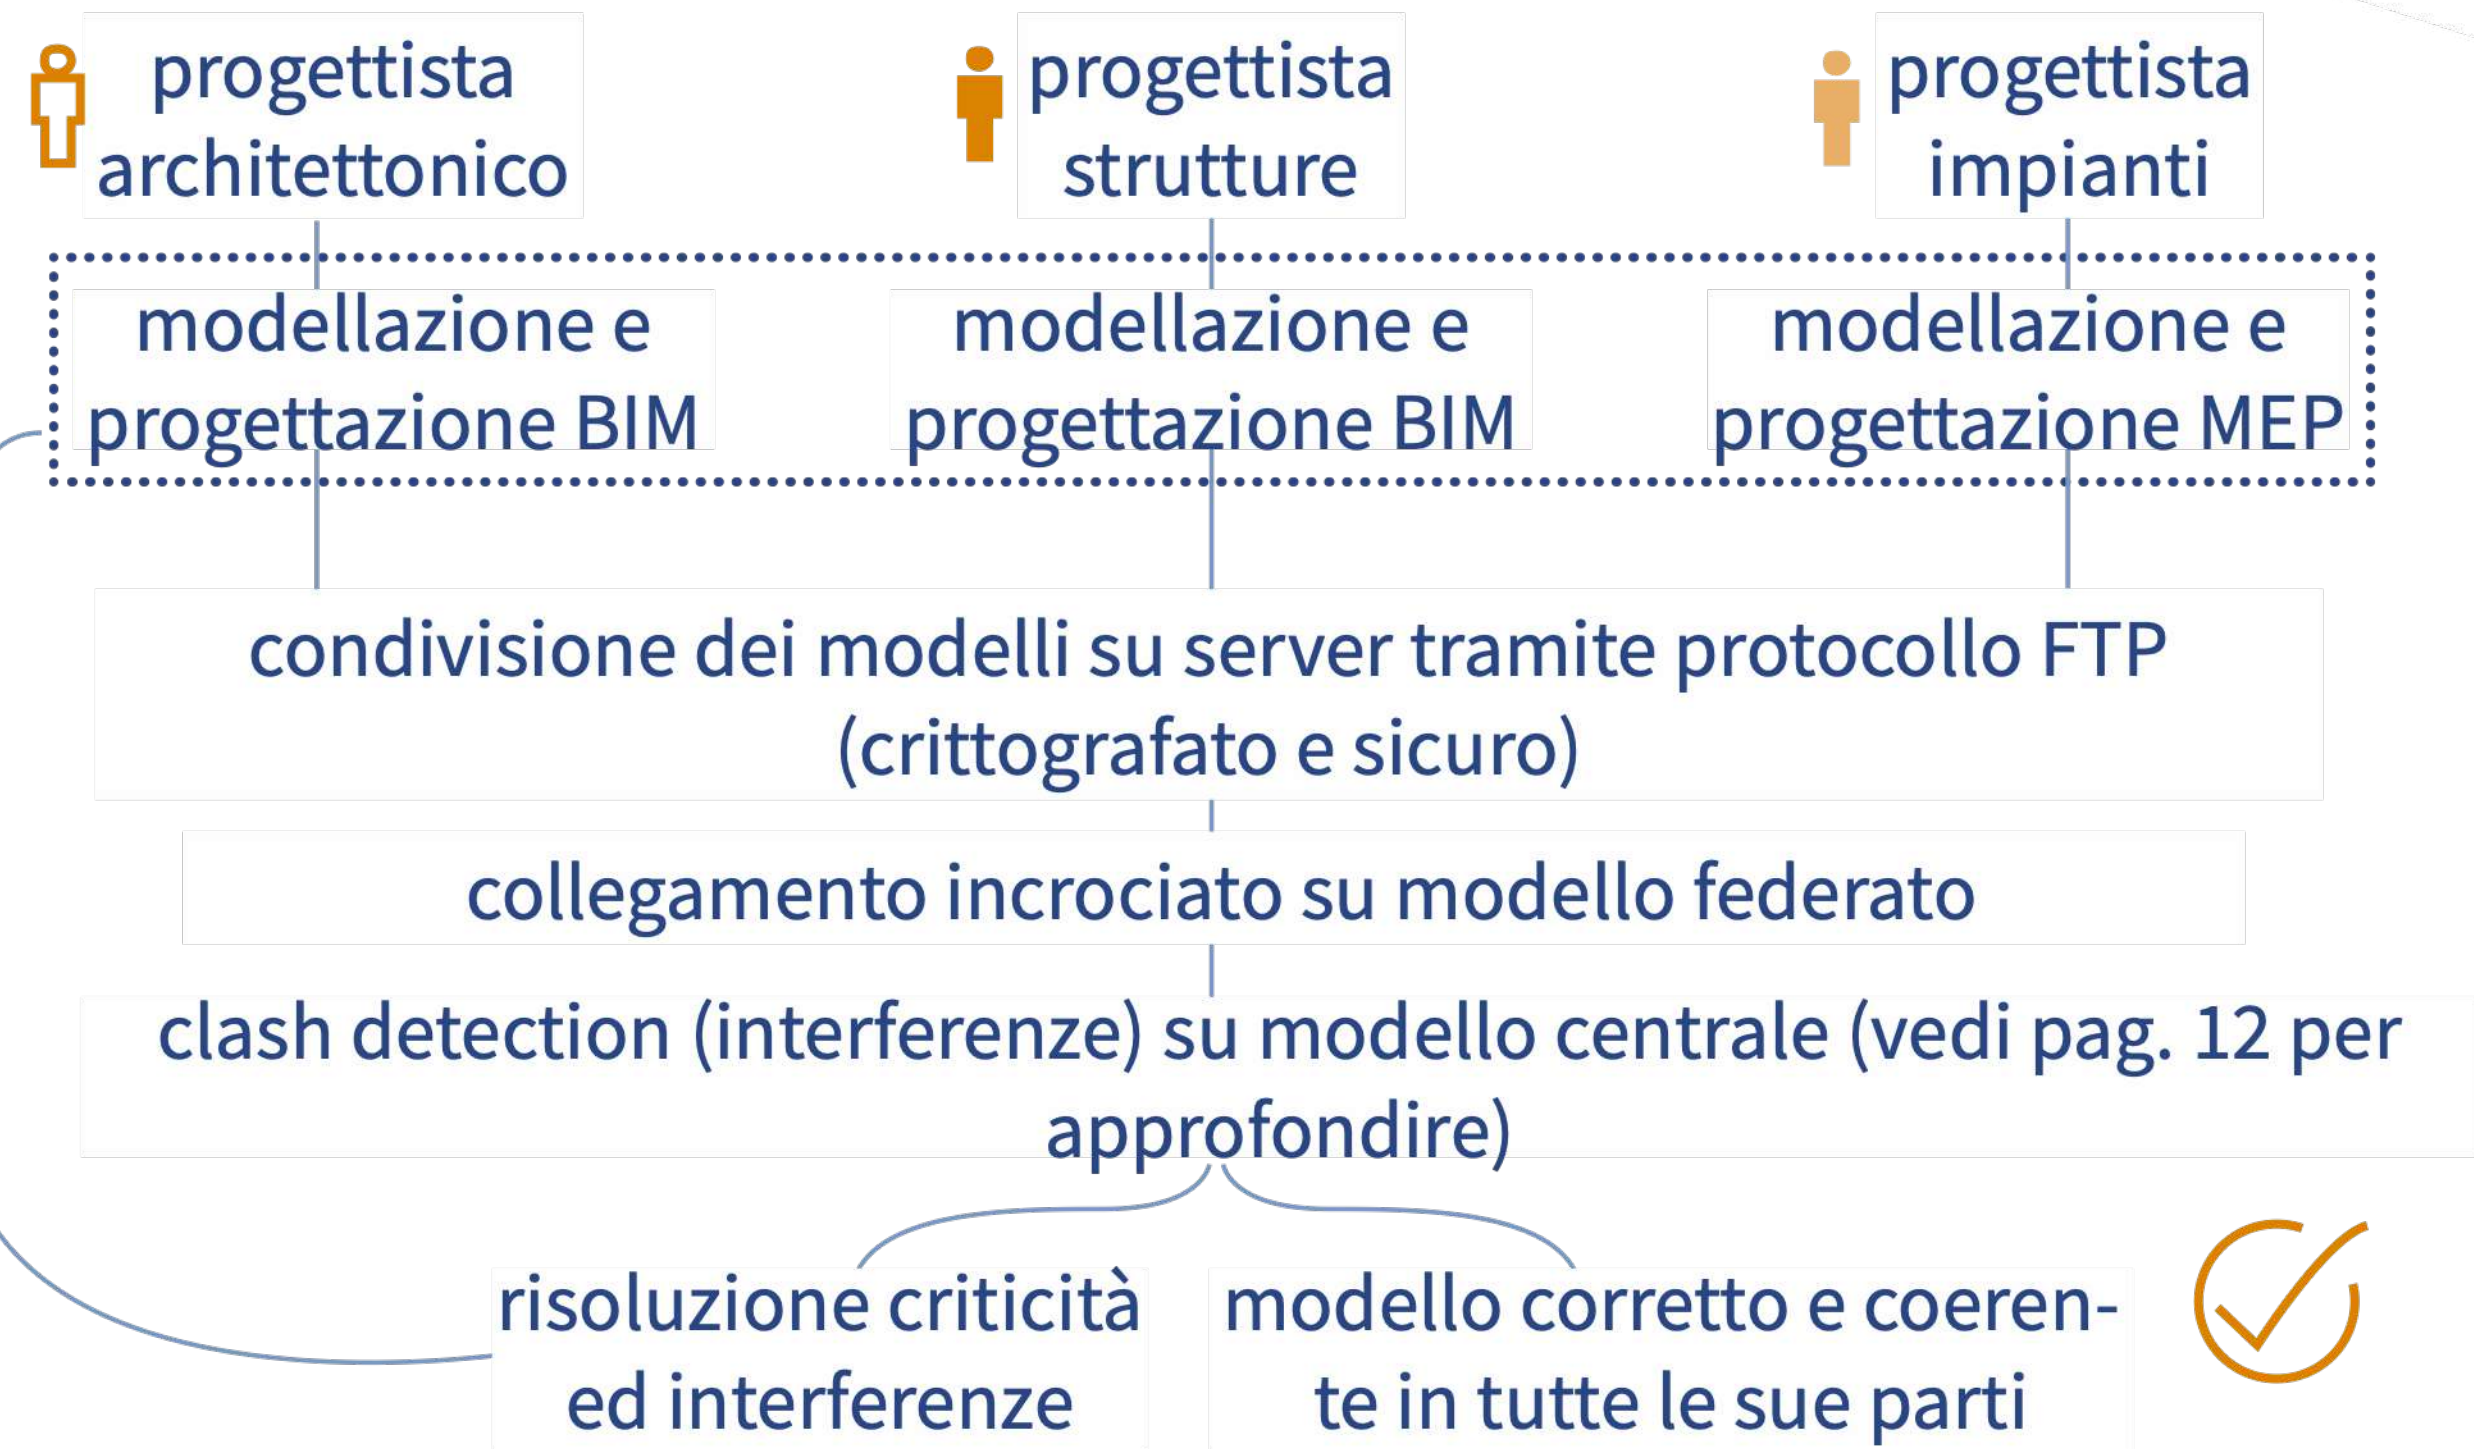 progettista
architettonico
progettista
strutture
progettista
impianti
modellazione e
progettazione BIM
modellazione e
progettazione BIM
modellazione e
progettazione MEP
condivisione dei modelli su server tramite protocollo FTP
(crittografato e sicuro)
collegamento incrociato su modello federato
clash detection (interferenze) su modello centrale (vedi pag. 12 per
approfondire)
risoluzione criticità
ed interferenze
modello corretto e coeren-
te in tutte le sue parti